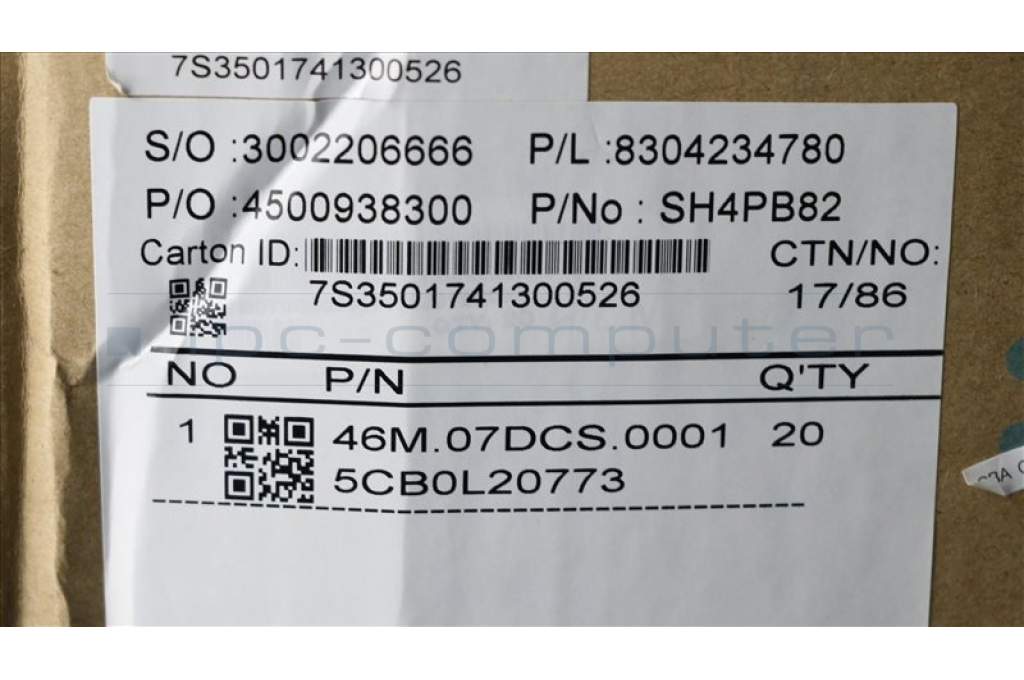 7S3501741300526
S/O :3002206666 P/L :8304234780
P/O :4500938300 P/No : SH4PB82
Carton ID: CTN/NO:
7S3501741300526 17/86
ipc-computer
NO P/N Q'TY
1 46M.07DCS.0001 20
5CB0L20773